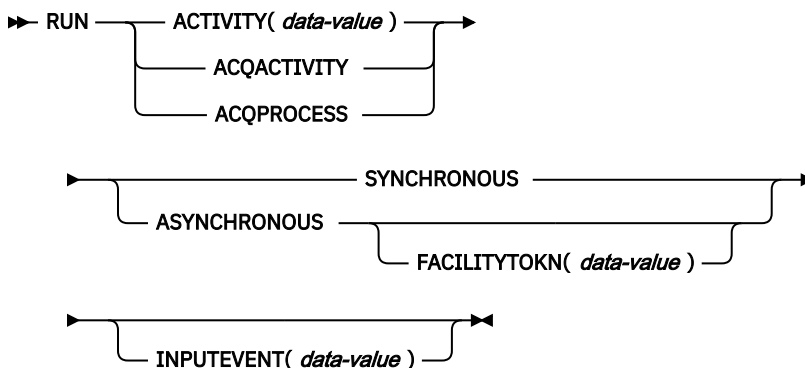 RUN ACTIVITY( data-value )
ACQACTIVITY
ACQPROCESS
SYNCHRONOUS
ASYNCHRONOUS
FACILITYTOKN( data-value )
INPUTEVENT( data-value )